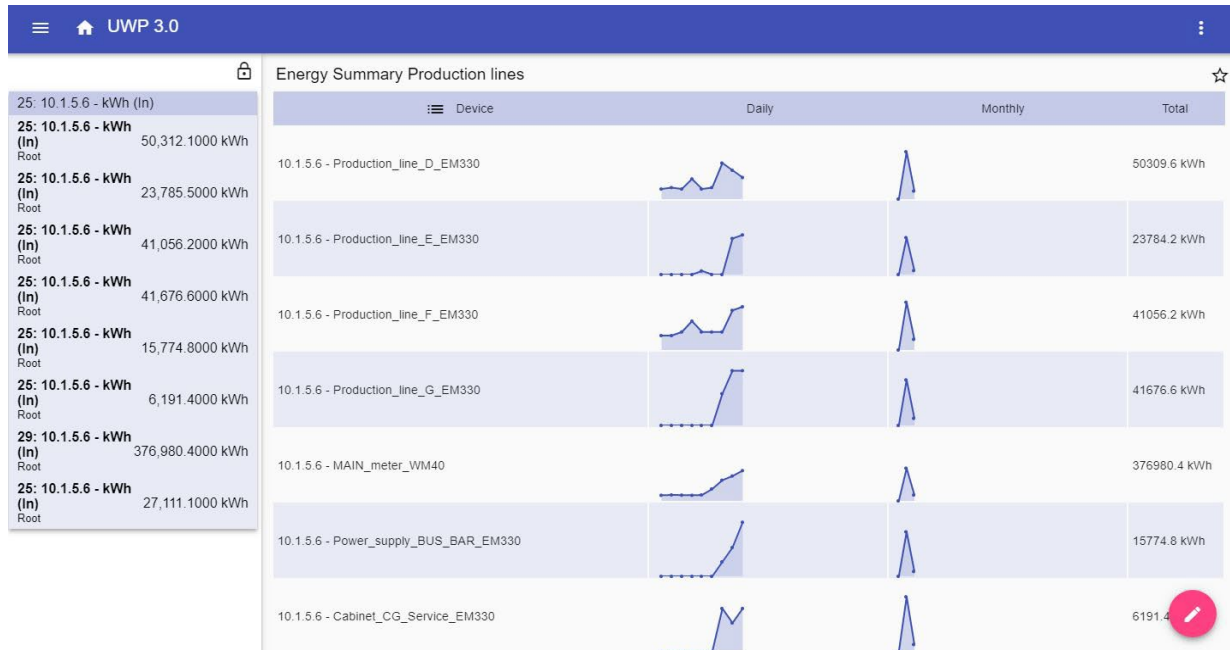 UWP 3.0
25: 10.1.5.6 - kWh (In)
25: 10.1.5.6 - kWh
(In)
50,312.1000 kWh
Root
25: 10.1.5.6 - kWh
(In)
23,785.5000 kWh
Root
25: 10.1.5.6 - kWh
(In)
41,056.2000 kWh
Root
25: 10.1.5.6 - kWh
(In)
41,676.6000 kWh
Root
25: 10.1.5.6 - kWh
(In)
15,774.8000 kWh
Root
25: 10.1.5.6 - kWh
(In)
6,191.4000 kWh
Root
29: 10.1.5.6 - kWh
(In)
376,980.4000 kWh
Root
25: 10.1.5.6 - kWh
(In)
27,111.1000 kWh
Root
Energy Summary Production lines
Device Daily Monthly Total
10.1.5.6 - Production_line_D_EM330 50309.6 kWh
10.1.5.6 - Production_line_E_EM330 23784.2 kWh
10.1.5.6 - Production_line_F_EM330 41056.2 kWh
10.1.5.6 - Production_line_G_EM330 41676.6 kWh
10.1.5.6 - MAIN_meter_WM40 376980.4 kWh
10.1.5.6 - Power_supply_BUS_BAR_EM330 15774.8 kWh
10.1.5.6 - Cabinet_CG_Service_EM330 6191.4